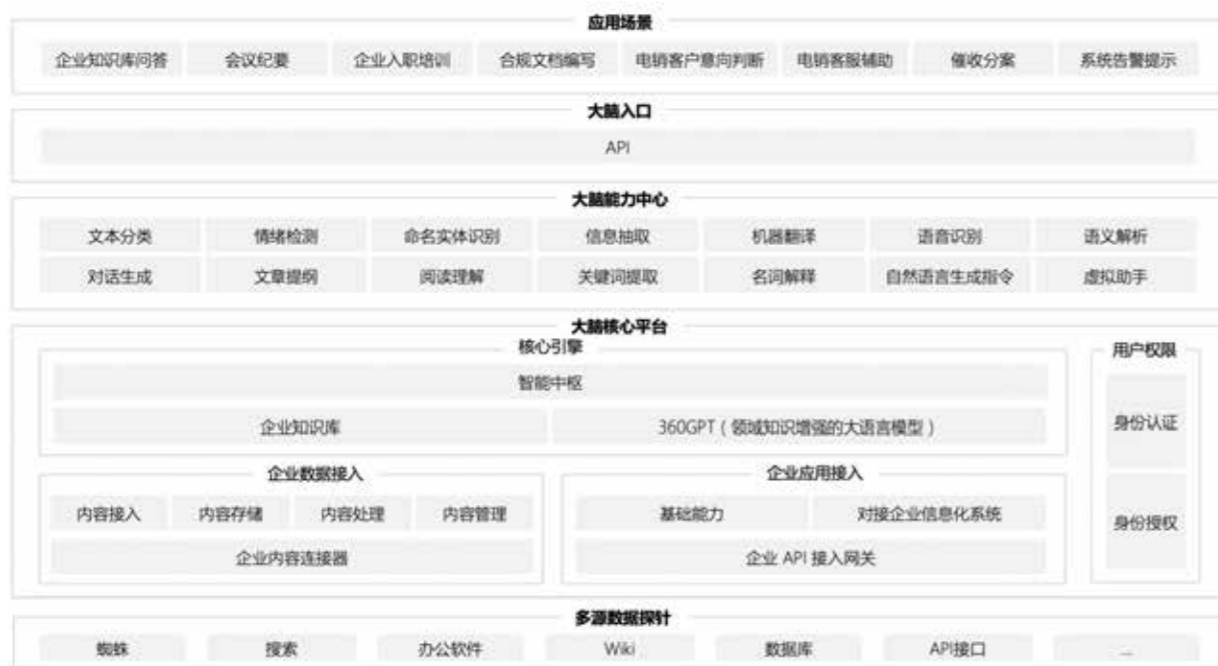 应用场景
企业知识库问答 会议纪要 企业入职培训 合规文档编写 电销客户意向判断 电销客服辅助 催收分案 系统告警提示
大脑入口
API
大脑能力中心
文本分类 情绪检测 命名实体识别 信息抽取 机器翻译 语音识别 语义解析
对话生成 文章提纲 阅读理解 关键词提取 名词解释 自然语言生成指令 虚拟助手
大脑核心平台
核心引擎
智能中枢
企业知识库 360GPT（领域知识增强的大语言模型）
企业数据接入
内容接入 内容存储 内容处理 内容管理
企业内容连接器
企业应用接入
基础能力 对接企业信息化系统
企业 API 接入网关
用户权限
身份认证
身份授权
多源数据探针
蜘蛛 搜索 办公软件 Wiki 数据库 API接口 ...